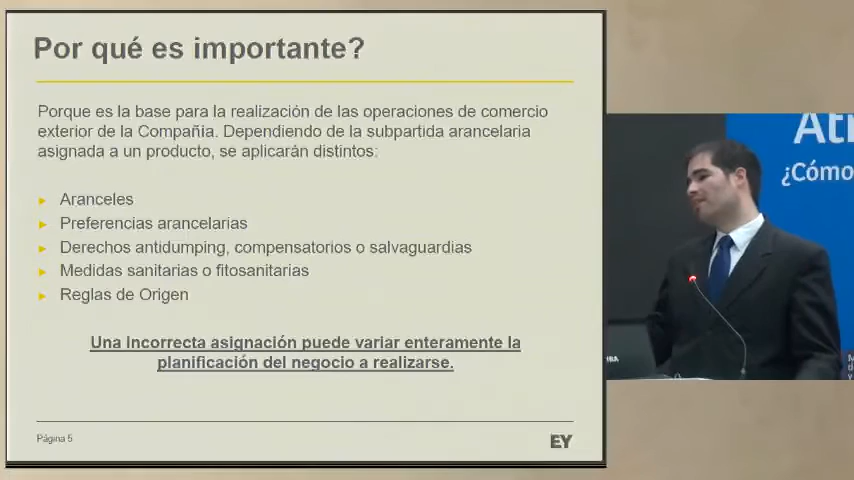 Por qué es importante?
Porque es la base para la realización de las operaciones de comercio
exterior de la Compañía. Dependiendo de la subpartida arancelaria
asignada a un producto, se aplicarán distintos:
► Aranceles
► Preferencias arancelarias
► Derechos antidumping, compensatorios o salvaguardias
► Medidas sanitarias o fitosanitarias
► Reglas de Origen
Una incorrecta asignación puede variar enteramente la
planificación del negocio a realizarse.
Página 5
EY
¿Cómo